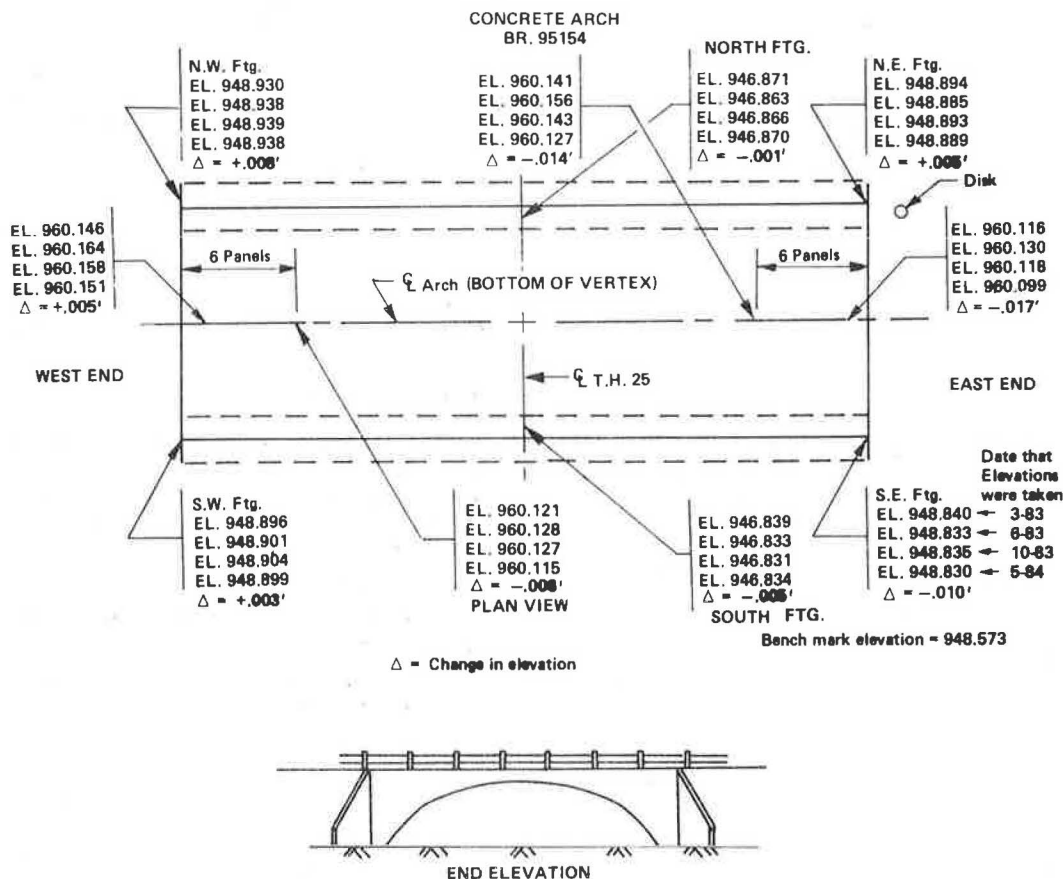 CONCRETE ARCH
BR. 95154
N.W. Ftg.
EL. 948.930
EL. 948.938
EL. 948.939
EL. 948.938
Δ = +.008'
EL. 960.141
EL. 960.156
EL. 960.143
EL. 960.127
Δ = -.014'
NORTH FTG.
EL. 946.871
EL. 946.863
EL. 946.866
EL. 946.870
Δ = -.001'
N.E. Ftg.
EL. 948.894
EL. 948.885
EL. 948.893
EL. 948.889
Δ = +.005'
Disk
EL. 960.146
EL. 960.164
EL. 960.158
EL. 960.151
Δ = +.005'
6 Panels
6 Panels
EL. 960.116
EL. 960.130
EL. 960.118
EL. 960.099
Δ = -.017'
℄ Arch (BOTTOM OF VERTEX)
WEST END
℄ T.H. 25
EAST END
S.W. Ftg.
EL. 948.896
EL. 948.901
EL. 948.904
EL. 948.899
Δ = +.003'
EL. 960.121
EL. 960.128
EL. 960.127
EL. 960.115
Δ = -.006'
PLAN VIEW
EL. 946.839
EL. 946.833
EL. 946.831
EL. 946.834
Δ = -.005'
SOUTH FTG.
Date that
Elevations
were taken
S.E. Ftg.
EL. 948.840 ← 3-83
EL. 948.833 ← 6-83
EL. 948.835 ← 10-83
EL. 948.830 ← 5-84
Δ = -.010'
Bench mark elevation = 948.573
Δ = Change in elevation
END ELEVATION